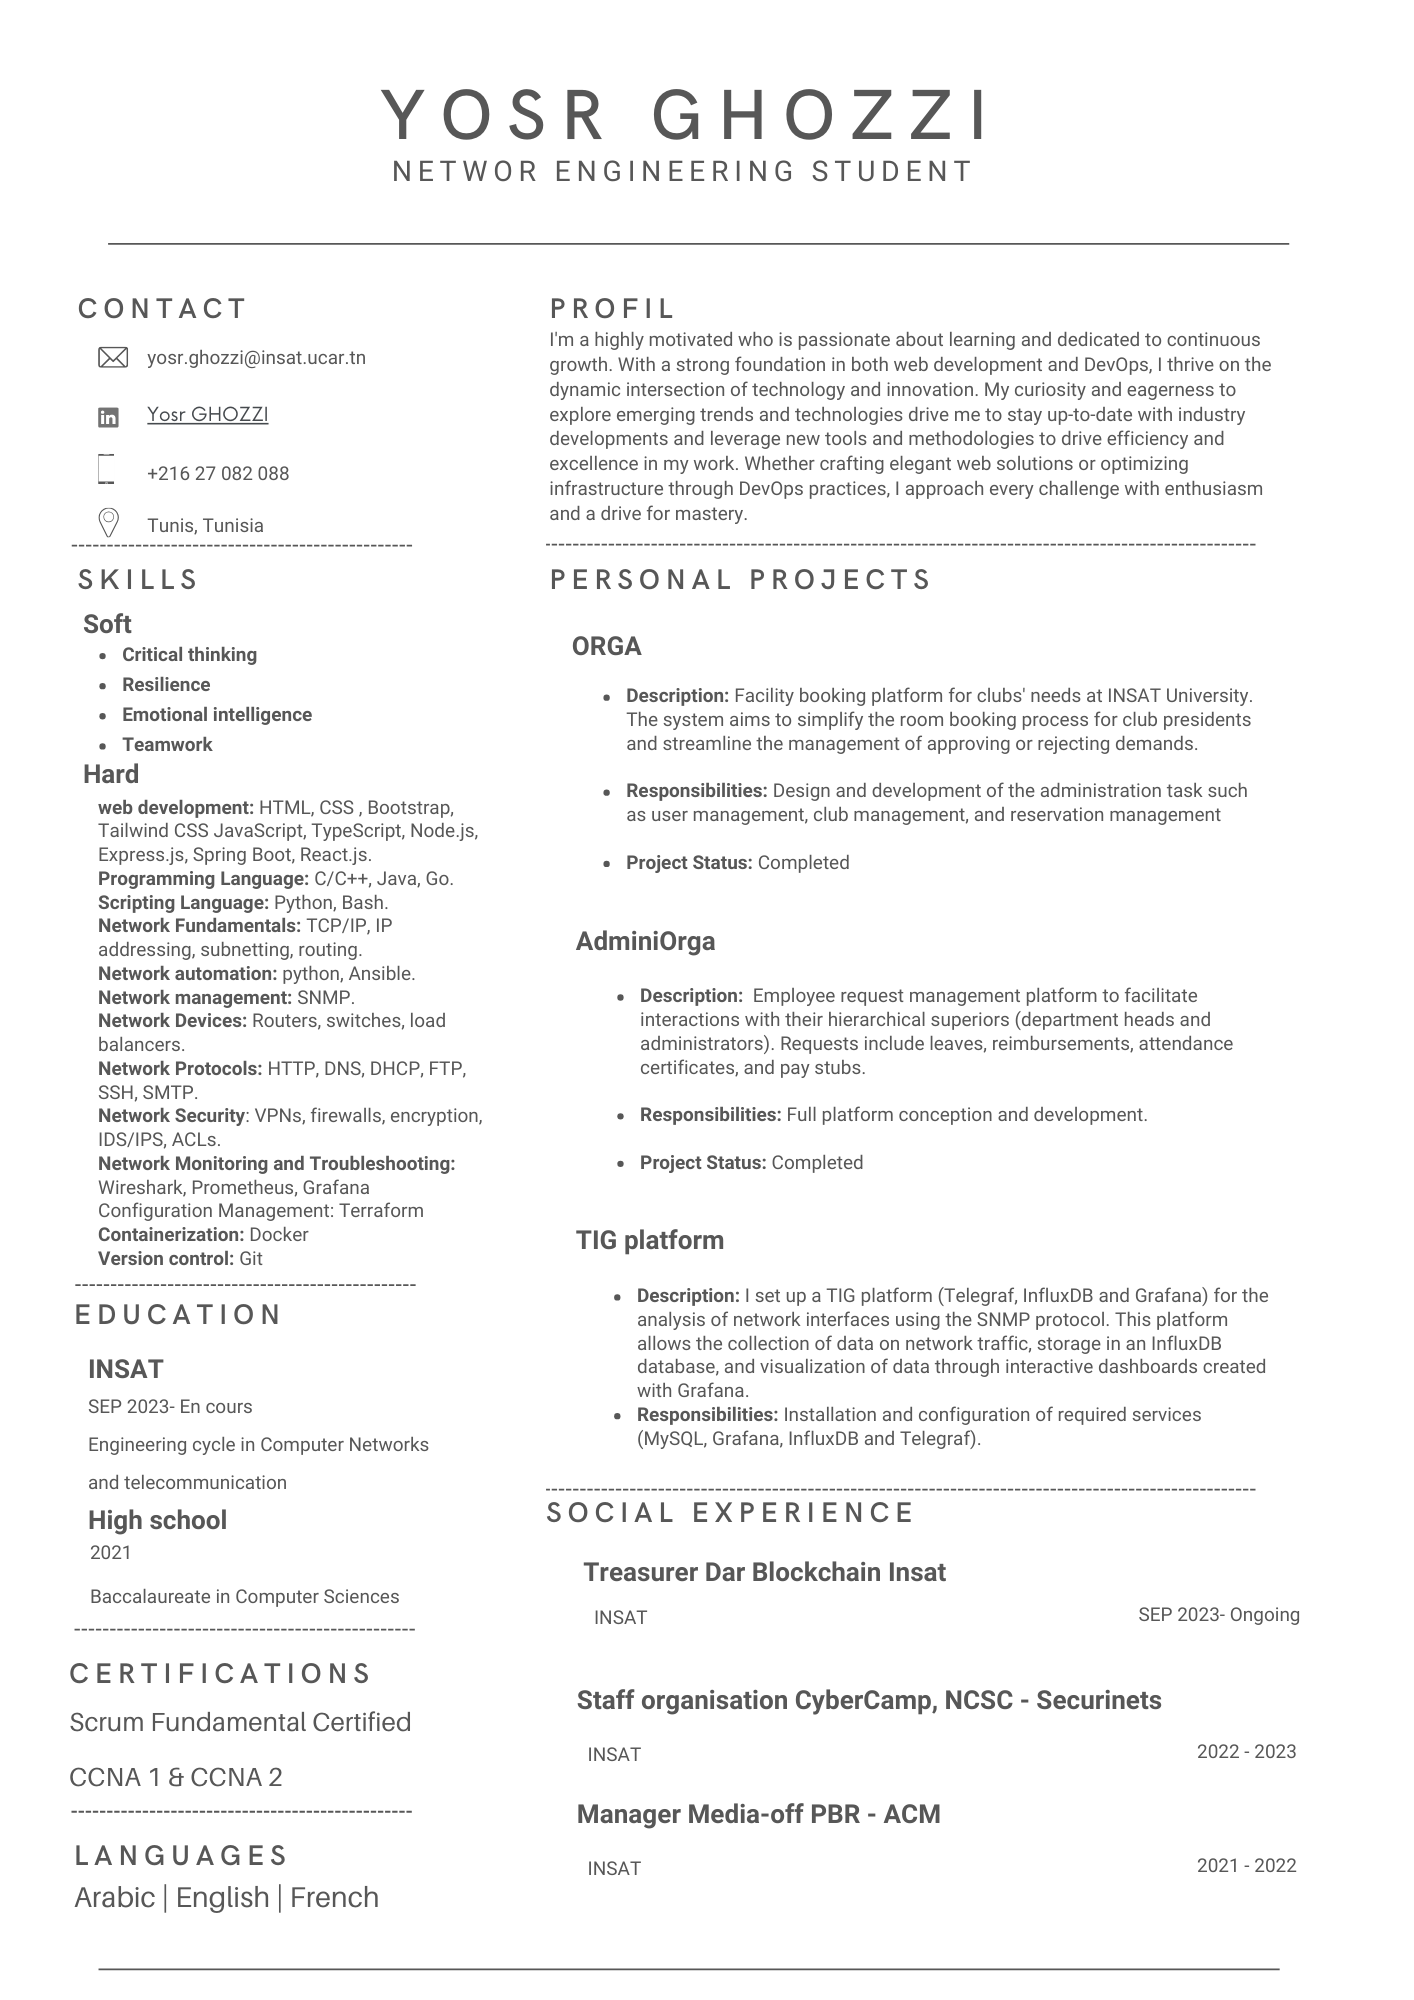 YOSR GHOZZI
NETWOR ENGINEERING STUDENT
CONTACT
yosr.ghozzi@insat.ucar.tn
Yosr GHOZZI
+216 27 082 088
Tunis, Tunisia
-------------------------------------------------
SKILLS
Soft
• Critical thinking
• Resilience
• Emotional intelligence
• Teamwork
Hard
web development: HTML, CSS , Bootstrap,
Tailwind CSS JavaScript, TypeScript, Node.js,
Express.js, Spring Boot, React.js.
Programming Language: C/C++, Java, Go.
Scripting Language: Python, Bash.
Network Fundamentals: TCP/IP, IP
addressing, subnetting, routing.
Network automation: python, Ansible.
Network management: SNMP.
Network Devices: Routers, switches, load
balancers.
Network Protocols: HTTP, DNS, DHCP, FTP,
SSH, SMTP.
Network Security: VPNs, firewalls, encryption,
IDS/IPS, ACLs.
Network Monitoring and Troubleshooting:
Wireshark, Prometheus, Grafana
Configuration Management: Terraform
Containerization: Docker
Version control: Git
-------------------------------------------------
EDUCATION
INSAT
SEP 2023- En cours
Engineering cycle in Computer Networks
and telecommunication
High school
2021
Baccalaureate in Computer Sciences
-------------------------------------------------
CERTIFICATIONS
Scrum Fundamental Certified
CCNA 1 & CCNA 2
-------------------------------------------------
LANGUAGES
Arabic | English | French
PROFIL
I'm a highly motivated who is passionate about learning and dedicated to continuous
growth. With a strong foundation in both web development and DevOps, I thrive on the
dynamic intersection of technology and innovation. My curiosity and eagerness to
explore emerging trends and technologies drive me to stay up-to-date with industry
developments and leverage new tools and methodologies to drive efficiency and
excellence in my work. Whether crafting elegant web solutions or optimizing
infrastructure through DevOps practices, I approach every challenge with enthusiasm
and a drive for mastery.
-------------------------------------------------
PERSONAL PROJECTS
ORGA
• Description: Facility booking platform for clubs' needs at INSAT University.
The system aims to simplify the room booking process for club presidents
and streamline the management of approving or rejecting demands.
• Responsibilities: Design and development of the administration task such
as user management, club management, and reservation management
• Project Status: Completed
AdminiOrga
• Description: Employee request management platform to facilitate
interactions with their hierarchical superiors (department heads and
administrators). Requests include leaves, reimbursements, attendance
certificates, and pay stubs.
• Responsibilities: Full platform conception and development.
• Project Status: Completed
TIG platform
• Description: I set up a TIG platform (Telegraf, InfluxDB and Grafana) for the
analysis of network interfaces using the SNMP protocol. This platform
allows the collection of data on network traffic, storage in an InfluxDB
database, and visualization of data through interactive dashboards created
with Grafana.
• Responsibilities: Installation and configuration of required services
(MySQL, Grafana, InfluxDB and Telegraf).
-------------------------------------------------
SOCIAL EXPERIENCE
Treasurer Dar Blockchain Insat
INSAT SEP 2023- Ongoing
Staff organisation CyberCamp, NCSC - Securinets
INSAT 2022 - 2023
Manager Media-off PBR - ACM
INSAT 2021 - 2022